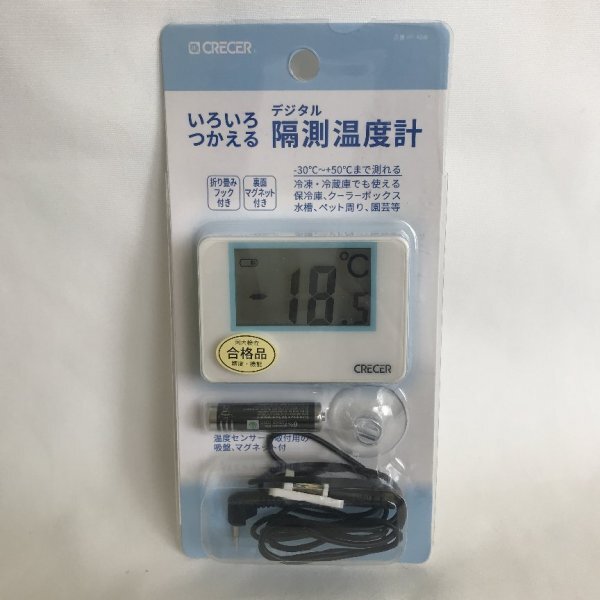 CRECER
いろいろ
つかえる
デジタル
隔測温度計
折り畳み
フック
付き
裏面
マグネット
付き
-30℃〜+50℃まで測れる
冷凍・冷蔵庫でも使える
保冷庫、クーラーボックス
水槽、ペット周り、園芸等
℃
-18.5
合格品
CRECER
温度センサー
取付用の
吸盤、マグネット付